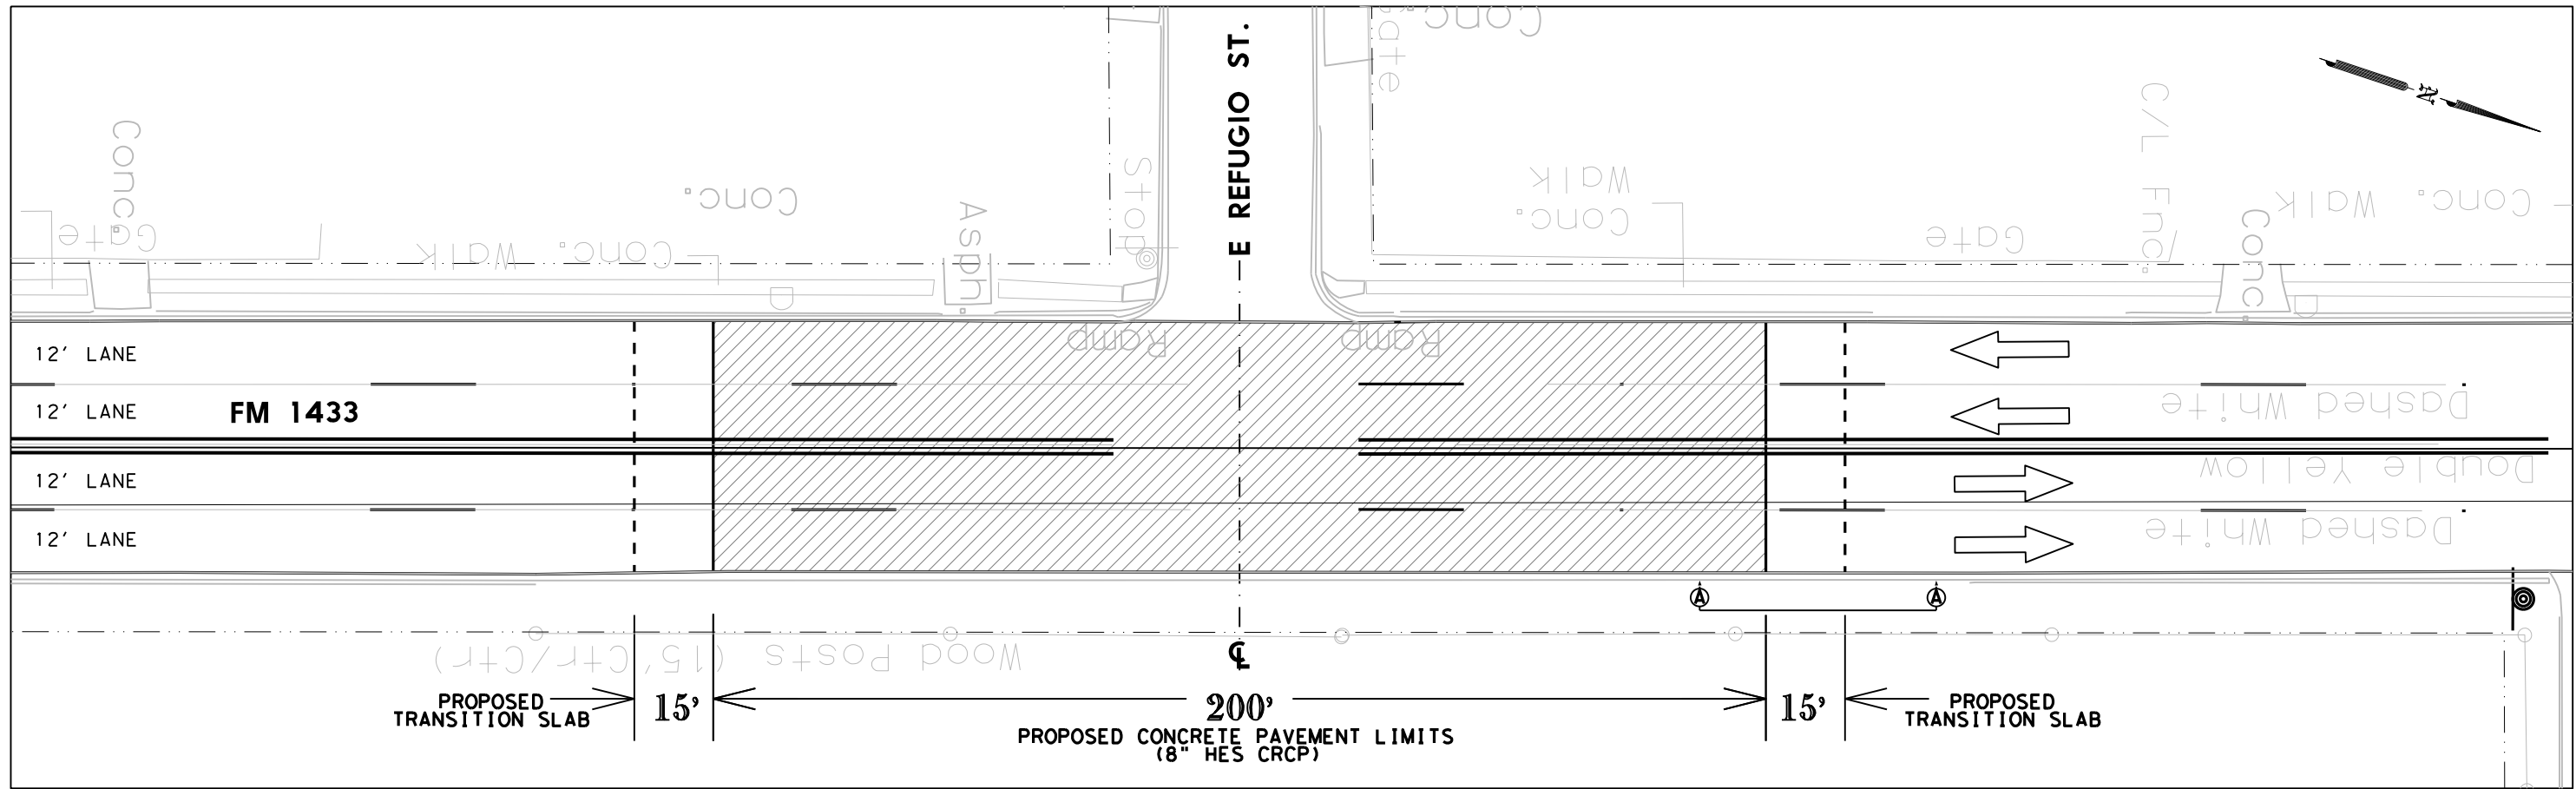 Conc.
Gate
E REFUGIO ST.
N
Conc.
Gate
Conc. Walk
Conc.
Asph.
Stop
Conc.
Walk
Gate
C/L Fnc.
Conc.
Conc. Walk
D
D
Ramp
Ramp
12' LANE
12' LANE
FM 1433
Dashed White
12' LANE
Double Yellow
12' LANE
Dashed White
A
A
Wood Posts (15'Ctr/Ctr)
℄
PROPOSED
TRANSITION SLAB
15'
200'
15'
PROPOSED
TRANSITION SLAB
PROPOSED CONCRETE PAVEMENT LIMITS
(8" HES CRCP)